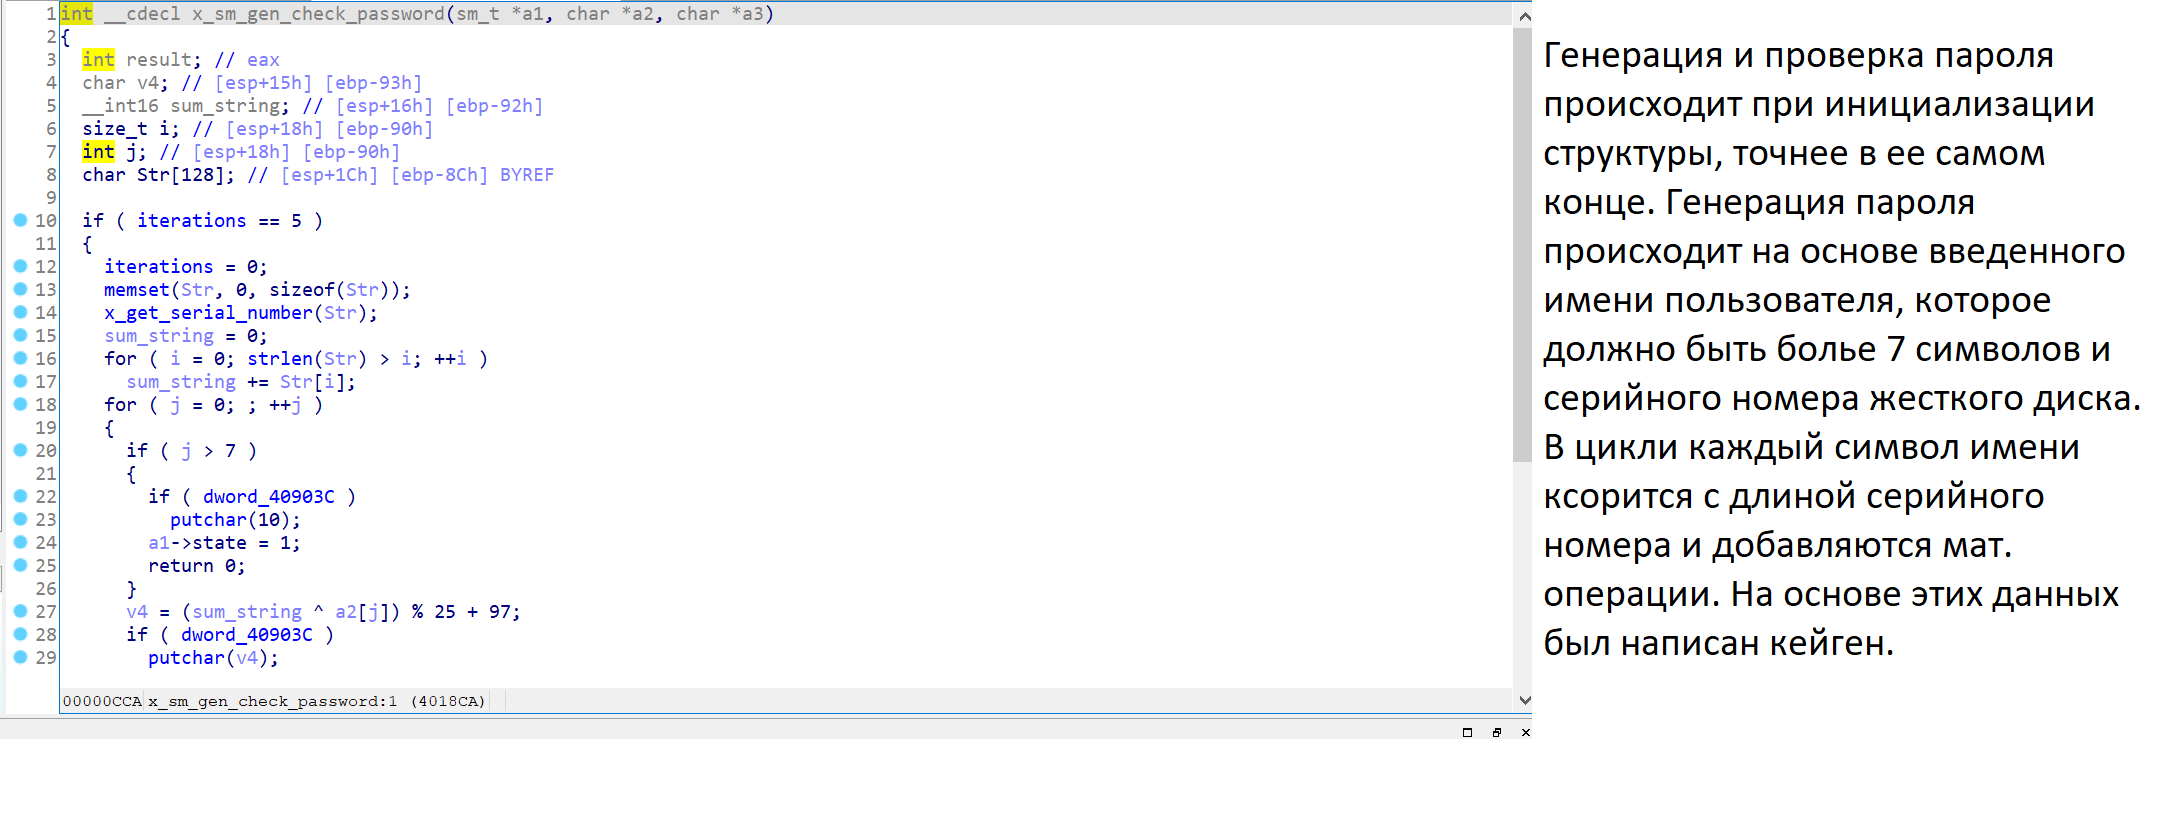 1 int __cdecl x_sm_gen_check_password(sm_t *a1, char *a2, char *a3)
2 {
3 int result; // eax
4 char v4; // [esp+15h] [ebp-93h]
5 __int16 sum_string; // [esp+16h] [ebp-92h]
6 size_t i; // [esp+18h] [ebp-90h]
7 int j; // [esp+18h] [ebp-90h]
8 char Str[128]; // [esp+1Ch] [ebp-8Ch] BYREF
9
10 if ( iterations == 5 )
11 {
12 iterations = 0;
13 memset(Str, 0, sizeof(Str));
14 x_get_serial_number(Str);
15 sum_string = 0;
16 for ( i = 0; strlen(Str) > i; ++i )
17 sum_string += Str[i];
18 for ( j = 0; ; ++j )
19 {
20 if ( j > 7 )
21 {
22 if ( dword_40903C )
23 putchar(10);
24 a1->state = 1;
25 return 0;
26 }
27 v4 = (sum_string ^ a2[j]) % 25 + 97;
28 if ( dword_40903C )
29 putchar(v4);
00000CCA x_sm_gen_check_password:1 (4018CA)
Генерация и проверка пароля
происходит при инициализации
структуры, точнее в ее самом
конце. Генерация пароля
происходит на основе введенного
имени пользователя, которое
должно быть болье 7 символов и
серийного номера жесткого диска.
В цикли каждый символ имени
ксорится с длиной серийного
номера и добавляются мат.
операции. На основе этих данных
был написан кейген.